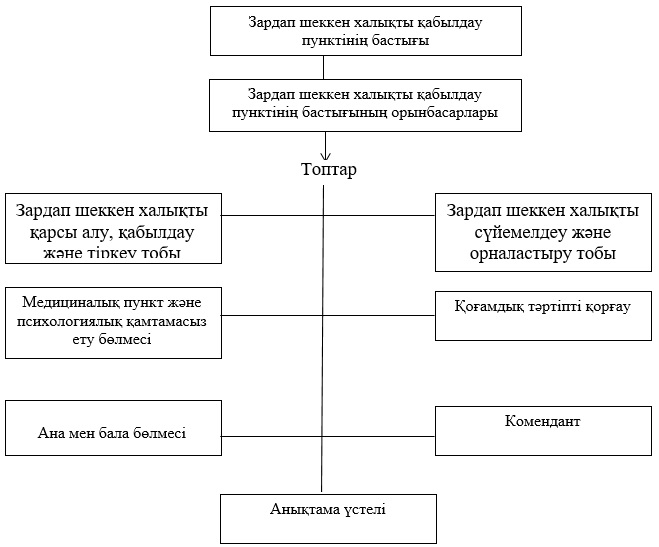 Зардап шеккен халықты қабылдау
пунктінің бастығы
Зардап шеккен халықты қабылдау
пунктінің бастығының орынбасарлары
Топтар
Зардап шеккен халықты
қарсы алу, қабылдау
және тіркеу тобы
Зардап шеккен халықты
сүйемелдеу және
орналастыру тобы
Медициналық пункт және
психологиялық қамтамасыз
ету бөлмесі
Қоғамдық тәртіпті қорғау
Ана мен бала бөлмесі
Комендант
Анықтама үстелі